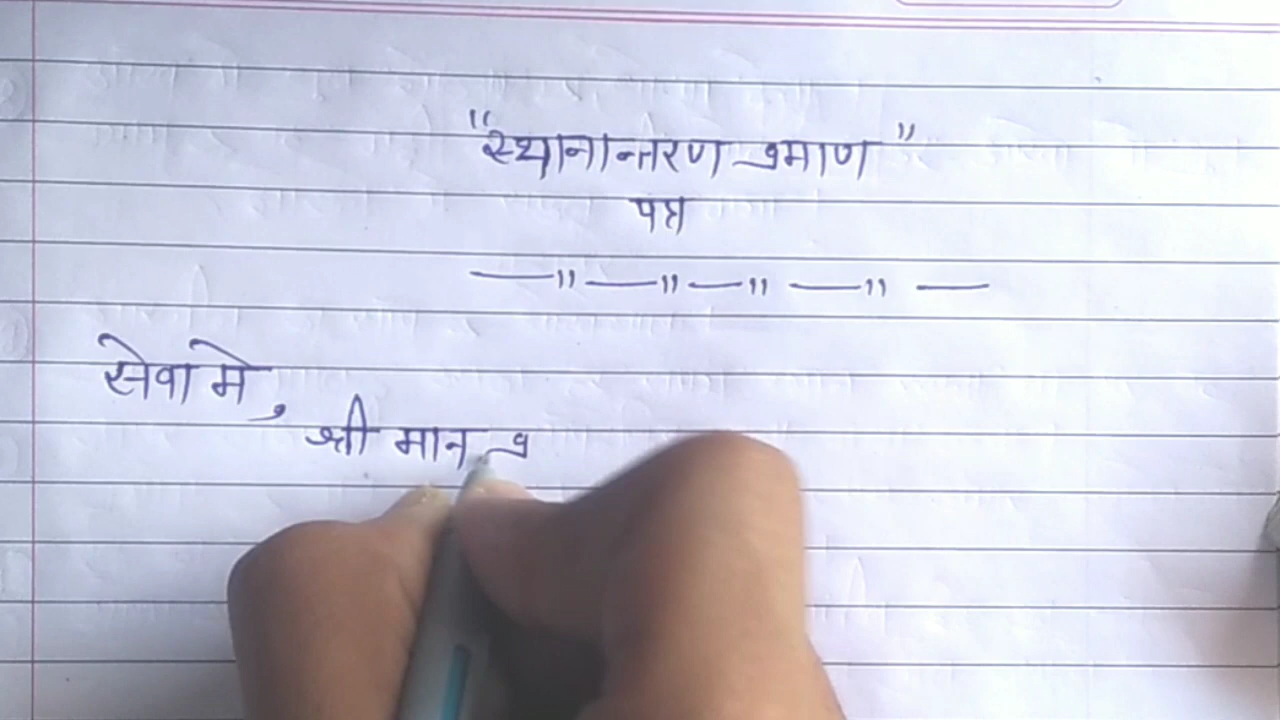 "स्थानान्तरण प्रमाण"
पत्र
—"—"—"—"—
सेवा मे,
श्री मान प्र